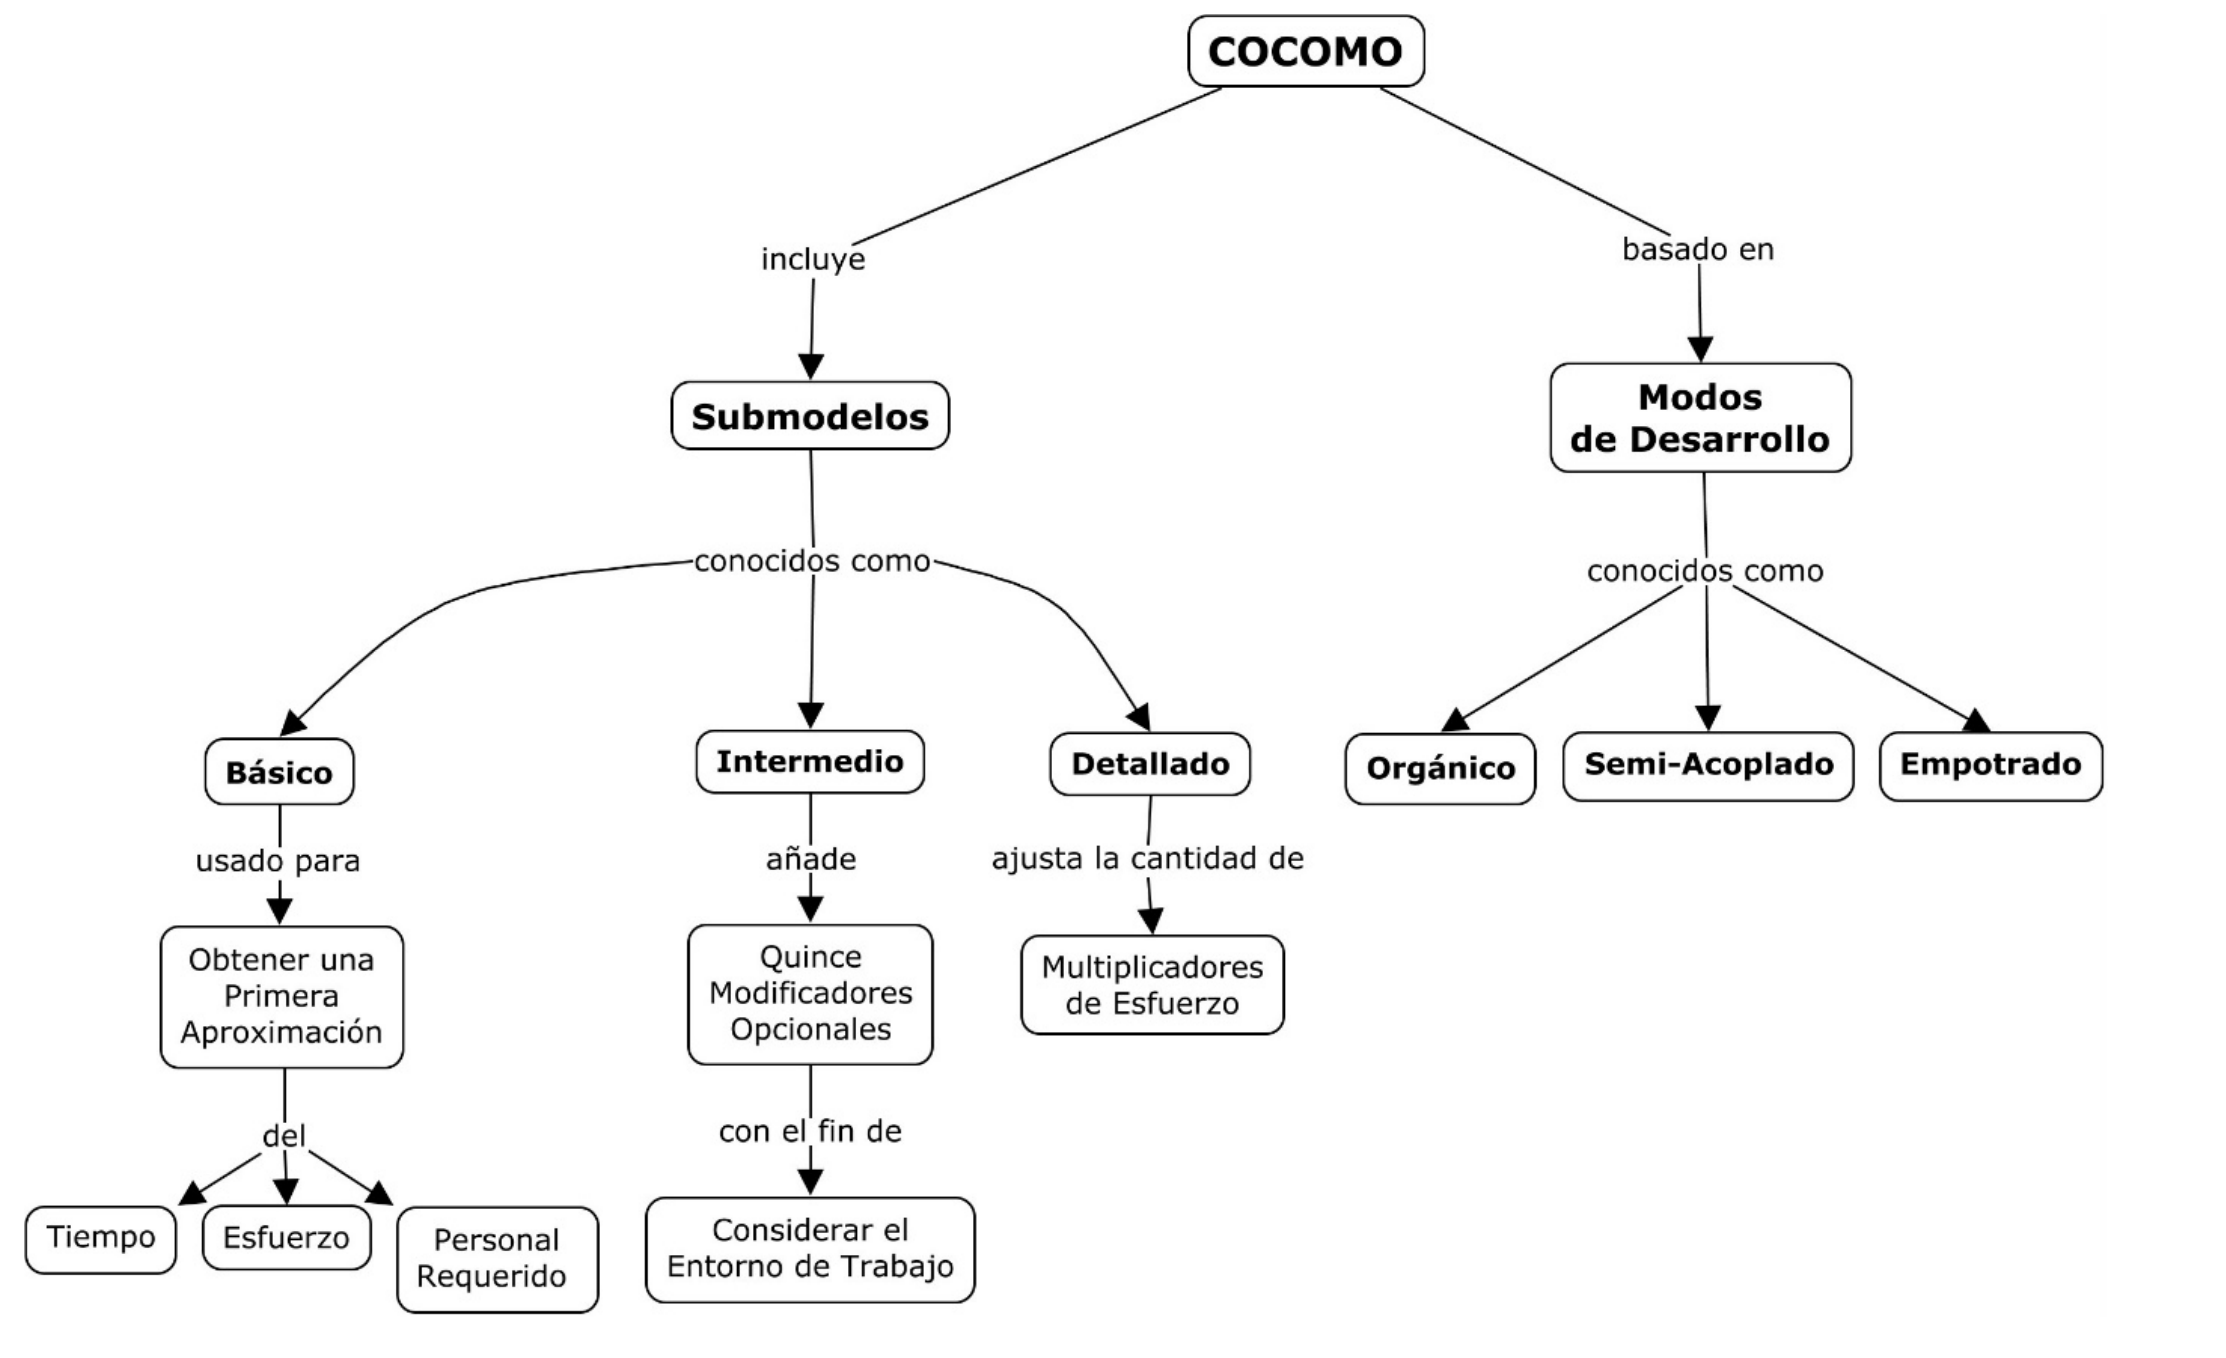 COCOMO
incluye
basado en
Submodelos
Modos
de Desarrollo
conocidos como
conocidos como
Básico
Intermedio
Detallado
Orgánico
Semi-Acoplado
Empotrado
usado para
añade
ajusta la cantidad de
Obtener una
Primera
Aproximación
Quince
Modificadores
Opcionales
Multiplicadores
de Esfuerzo
del
con el fin de
Tiempo
Esfuerzo
Personal
Requerido
Considerar el
Entorno de Trabajo